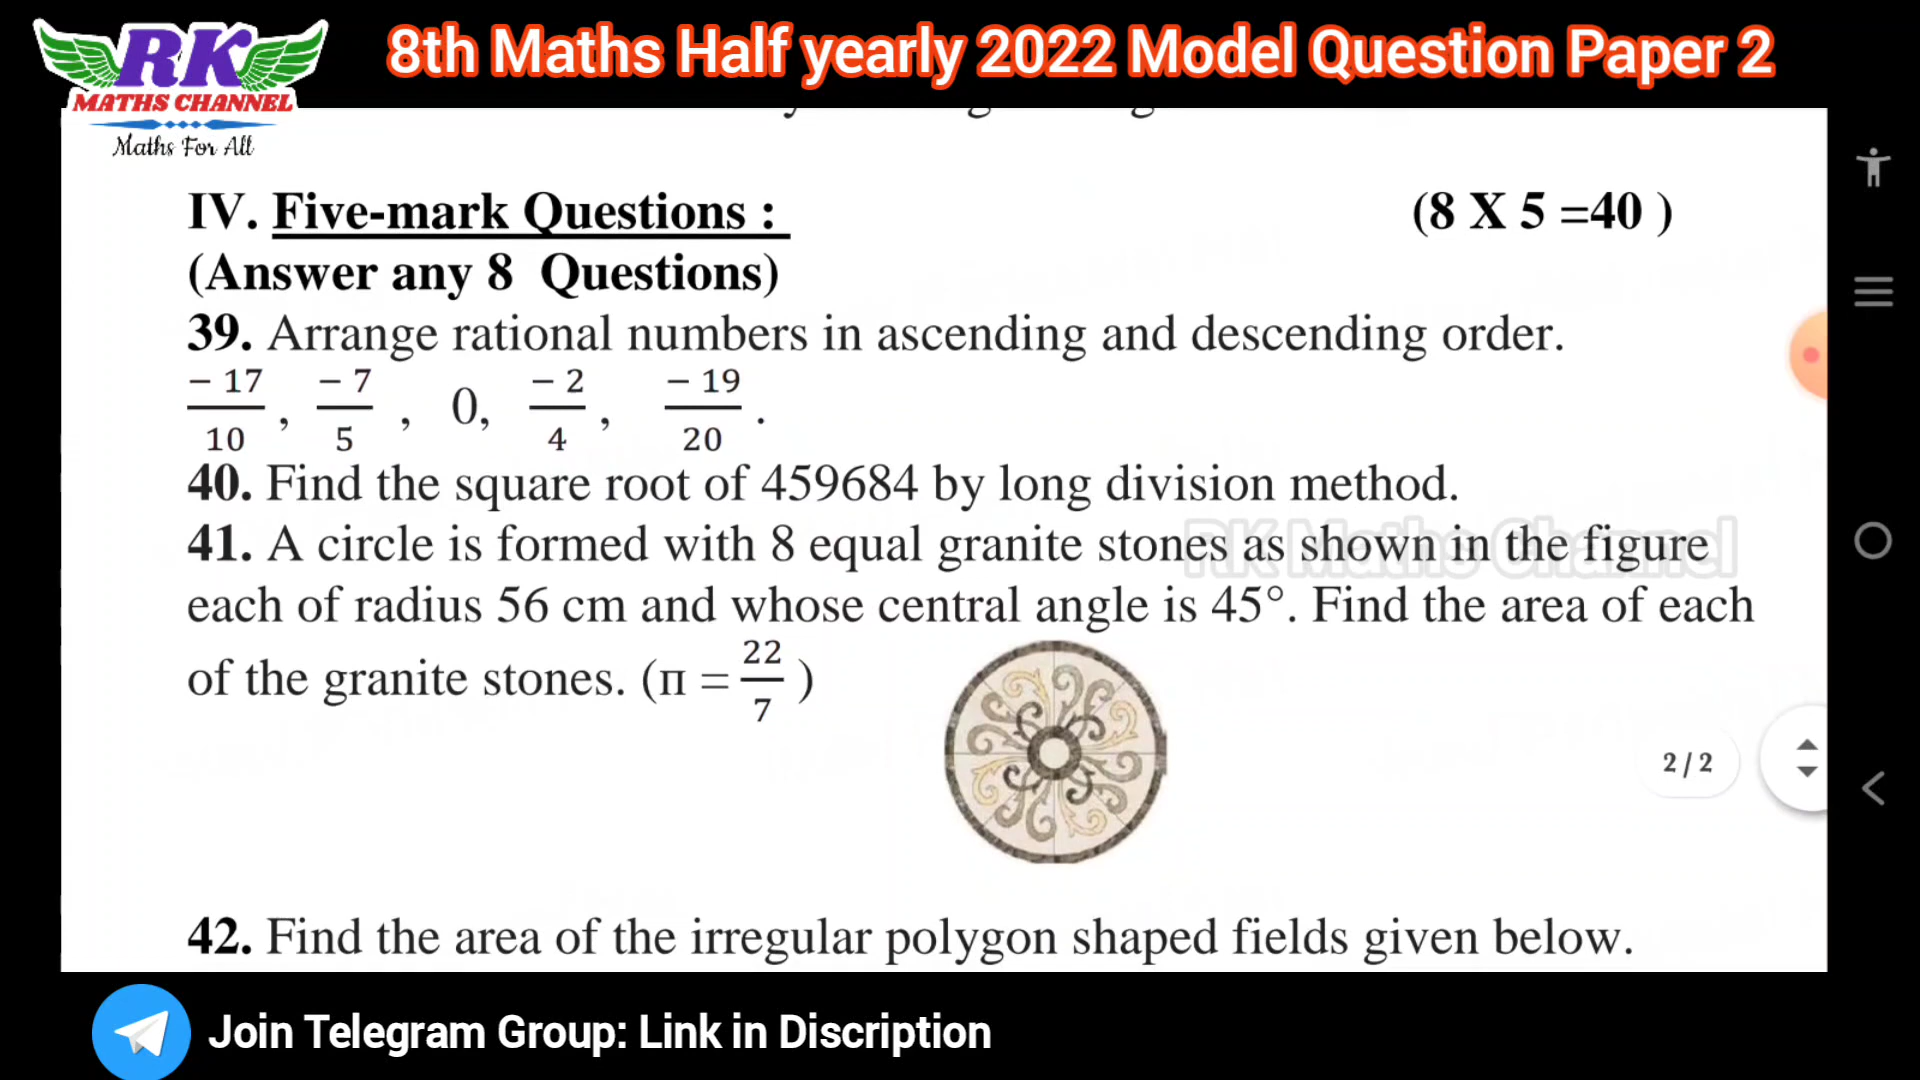 RK
MATHS CHANNEL
Maths For All
8th Maths Half yearly 2022 Model Question Paper 2
IV. Five-mark Questions : (8 X 5 =40 )
(Answer any 8 Questions)
39. Arrange rational numbers in ascending and descending order.
− 17/10 , − 7/5 , 0, − 2/4 , − 19/20 .
40. Find the square root of 459684 by long division method.
41. A circle is formed with 8 equal granite stones as shown in the figure
RK Maths Channel
each of radius 56 cm and whose central angle is 45°. Find the area of each
of the granite stones. (π = 22/7 )
2 / 2
42. Find the area of the irregular polygon shaped fields given below.
Join Telegram Group: Link in Discription